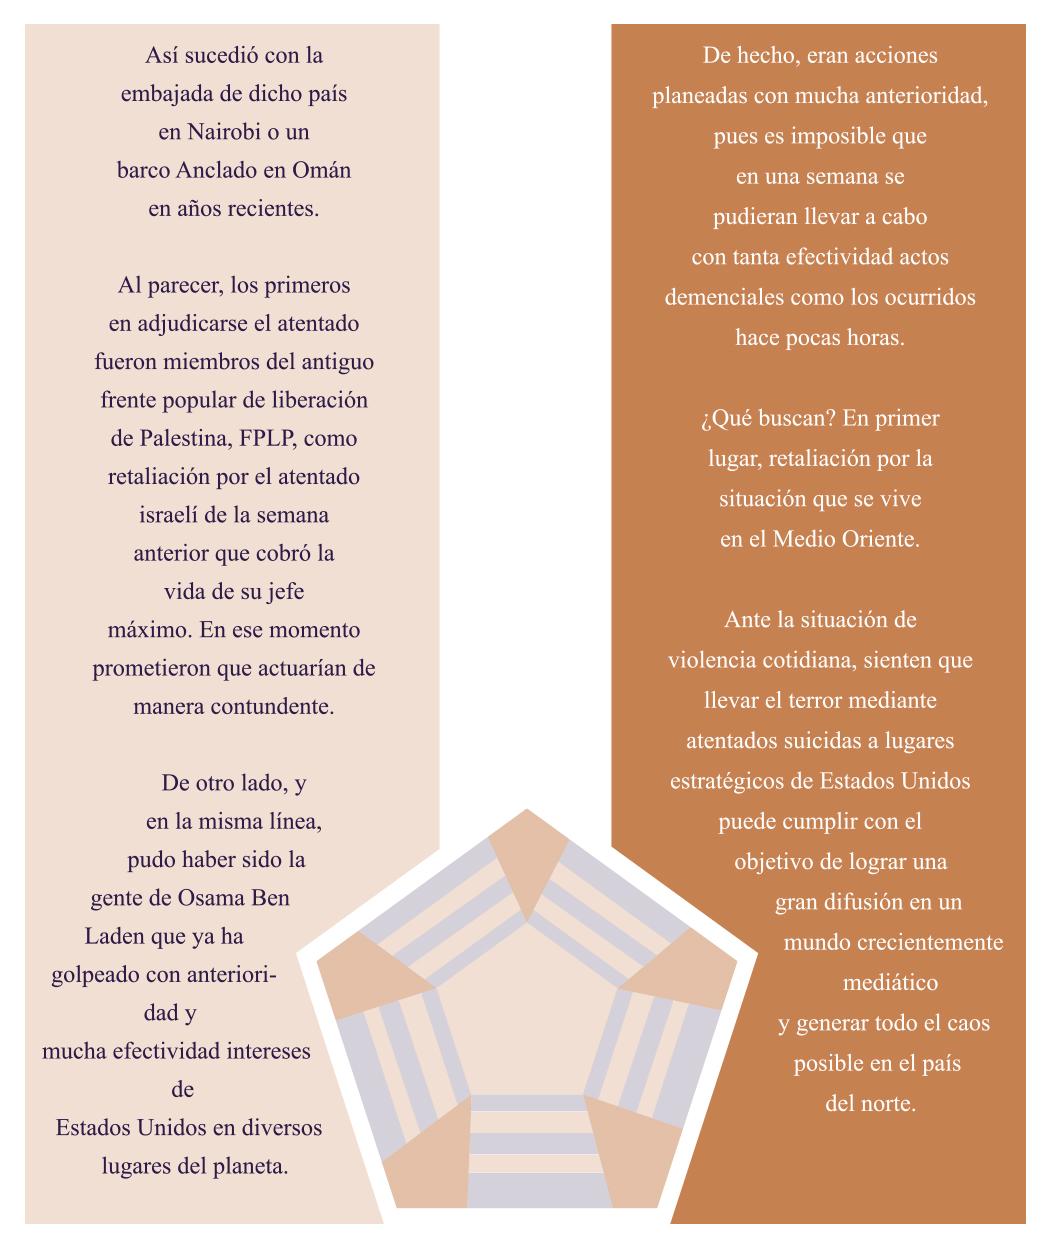 Así sucedió con la
embajada de dicho país
en Nairobi o un
barco Anclado en Omán
en años recientes.
Al parecer, los primeros
en adjudicarse el atentado
fueron miembros del antiguo
frente popular de liberación
de Palestina, FPLP, como
retaliación por el atentado
israelí de la semana
anterior que cobró la
vida de su jefe
máximo. En ese momento
prometieron que actuarían de
manera contundente.
De otro lado, y
en la misma línea,
pudo haber sido la
gente de Osama Ben
Laden que ya ha
golpeado con anteriori-
dad y
mucha efectividad intereses
de
Estados Unidos en diversos
lugares del planeta.
De hecho, eran acciones
planeadas con mucha anterioridad,
pues es imposible que
en una semana se
pudieran llevar a cabo
con tanta efectividad actos
demenciales como los ocurridos
hace pocas horas.
¿Qué buscan? En primer
lugar, retaliación por la
situación que se vive
en el Medio Oriente.
Ante la situación de
violencia cotidiana, sienten que
llevar el terror mediante
atentados suicidas a lugares
estratégicos de Estados Unidos
puede cumplir con el
objetivo de lograr una
gran difusión en un
mundo crecientemente
mediático
y generar todo el caos
posible en el país
del norte.